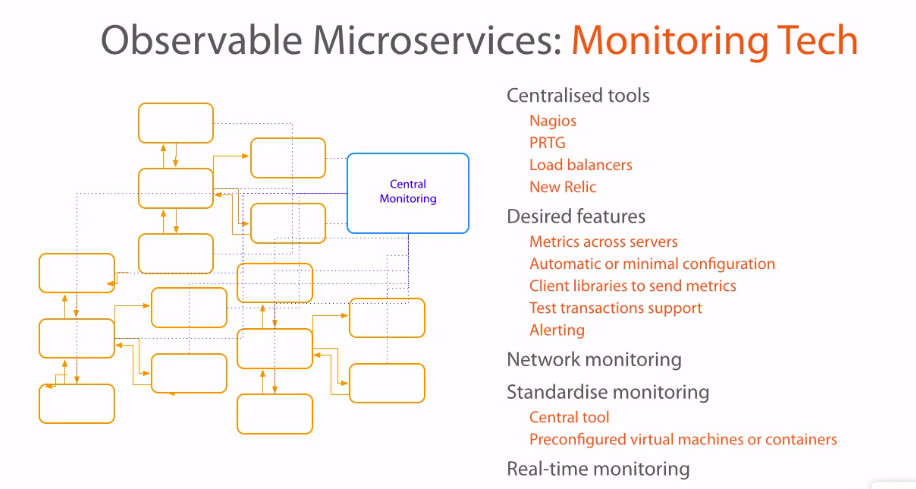 Observable Microservices: Monitoring Tech
Central
Monitoring
Centralised tools
Nagios
PRTG
Load balancers
New Relic
Desired features
Metrics across servers
Automatic or minimal configuration
Client libraries to send metrics
Test transactions support
Alerting
Network monitoring
Standardise monitoring
Central tool
Preconfigured virtual machines or containers
Real-time monitoring